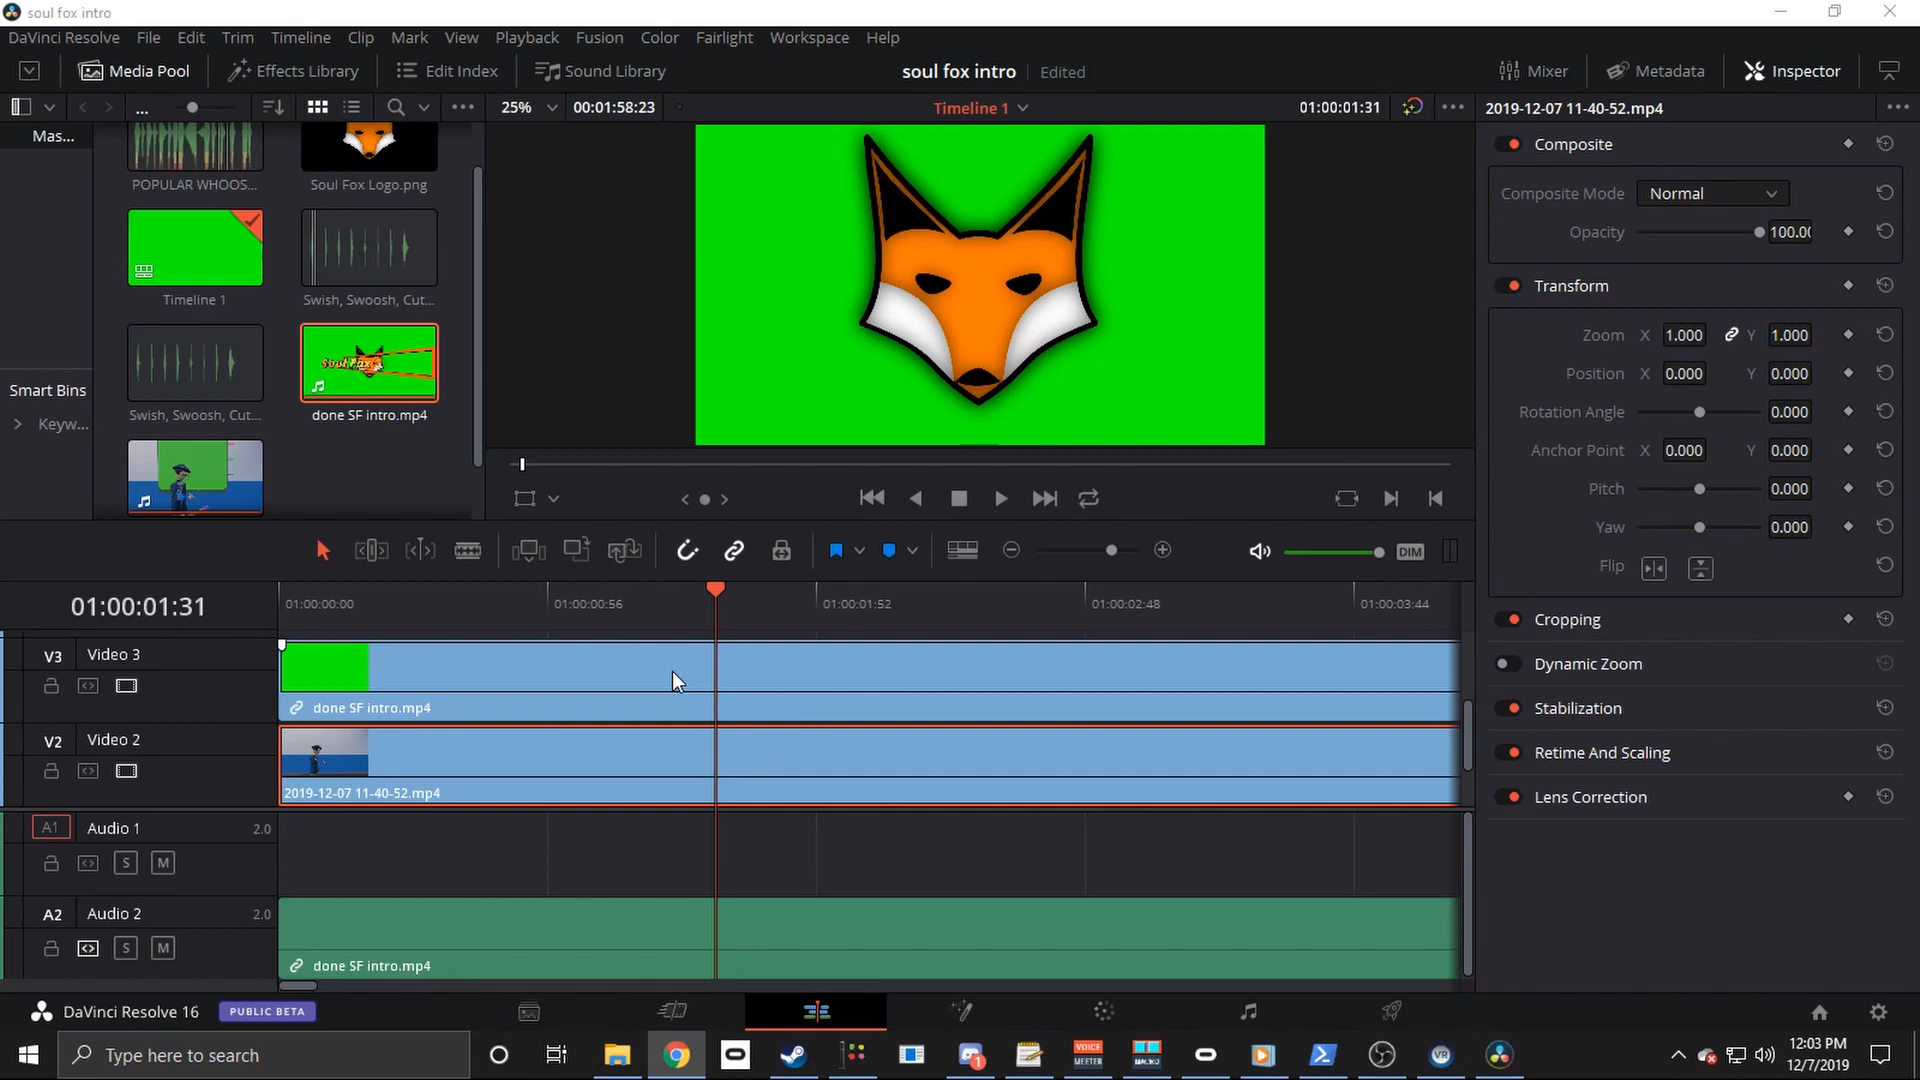 soul fox intro
DaVinci Resolve File Edit Trim Timeline Clip Mark View Playback Fusion Color Fairlight Workspace Help
Media Pool Effects Library Edit Index Sound Library soul fox intro Edited Mixer Metadata Inspector
... 25% 00:01:58:23 Timeline 1 01:00:01:31 2019-12-07 11-40-52.mp4
Mas...
POPULAR WHOOS... Soul Fox Logo.png
Timeline 1 Swish, Swoosh, Cut...
Soul Fox
Swish, Swoosh, Cut... done SF intro.mp4
Smart Bins
Keyw...
Composite
Composite Mode Normal
Opacity 100.00
Transform
Zoom X 1.000 Y 1.000
Position X 0.000 Y 0.000
Rotation Angle 0.000
Anchor Point X 0.000 Y 0.000
Pitch 0.000
Yaw 0.000
Flip
Cropping
Dynamic Zoom
Stabilization
Retime And Scaling
Lens Correction
DIM
01:00:01:31 01:00:00:00 01:00:00:56 01:00:01:52 01:00:02:48 01:00:03:44
V3 Video 3
done SF intro.mp4
V2 Video 2
2019-12-07 11-40-52.mp4
A1 Audio 1 2.0
S M
A2 Audio 2 2.0
S M
done SF intro.mp4
DaVinci Resolve 16 PUBLIC BETA
Type here to search
VOICE MEETER
MACRO
1
VR
12:03 PM
12/7/2019